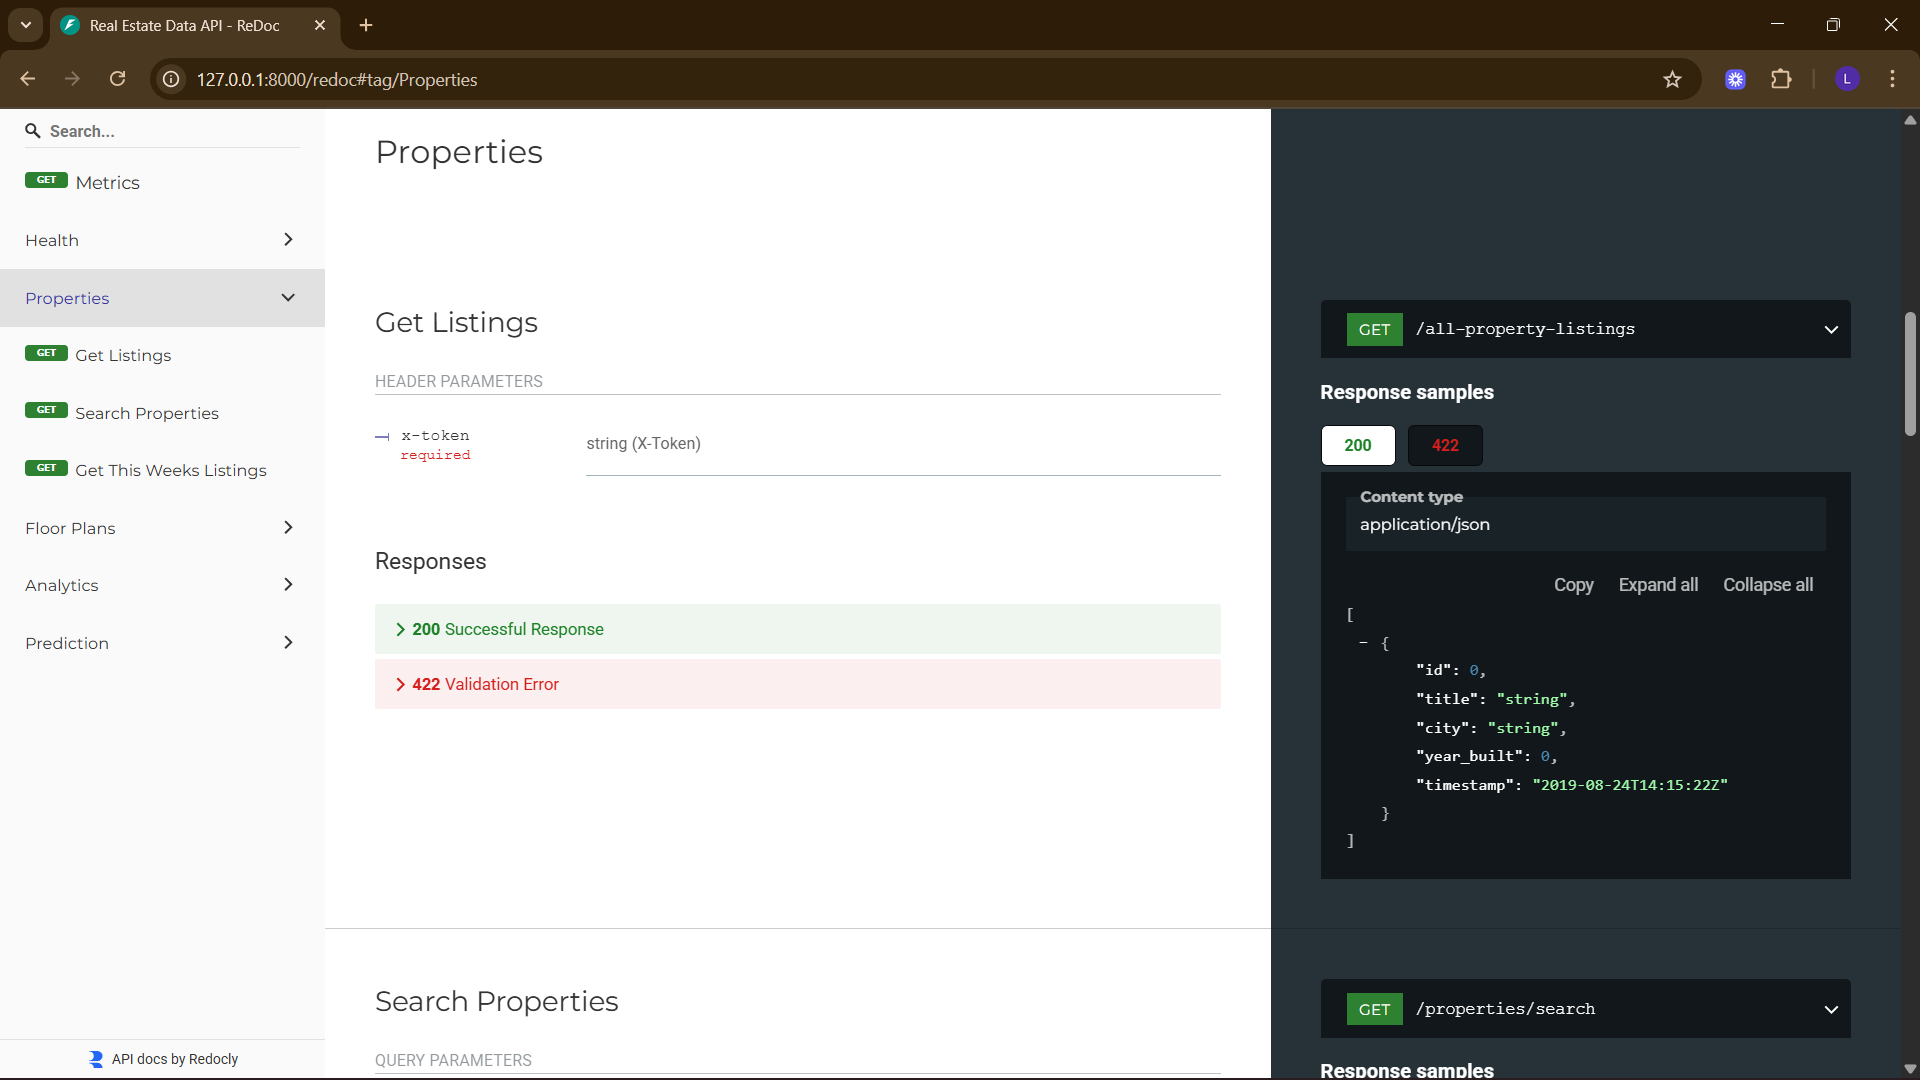 Real Estate Data API - ReDoc
127.0.0.1:8000/redoc#tag/Properties
L
Search...
GET Metrics
Health
Properties
GET Get Listings
GET Search Properties
GET Get This Weeks Listings
Floor Plans
Analytics
Prediction
API docs by Redocly
Properties
Get Listings
HEADER PARAMETERS
x-token
required
string (X-Token)
Responses
200 Successful Response
422 Validation Error
Search Properties
QUERY PARAMETERS
GET /all-property-listings
Response samples
200 422
Content type
application/json
Copy Expand all Collapse all
[
- {
"id": 0,
"title": "string",
"city": "string",
"year_built": 0,
"timestamp": "2019-08-24T14:15:22Z"
}
]
GET /properties/search
Response samples